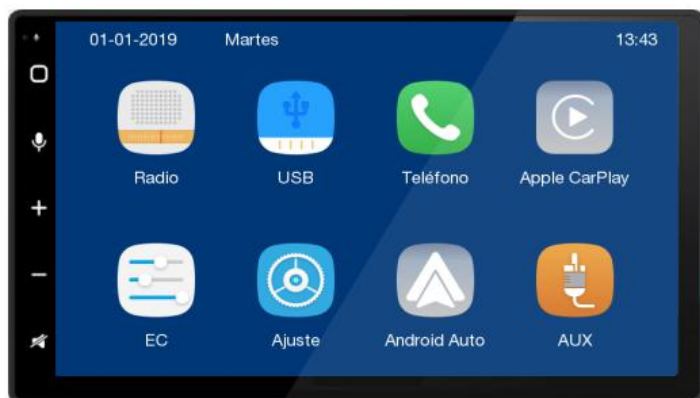 01-01-2019 Martes 13:43
Radio USB Teléfono Apple CarPlay
EC Ajuste Android Auto AUX